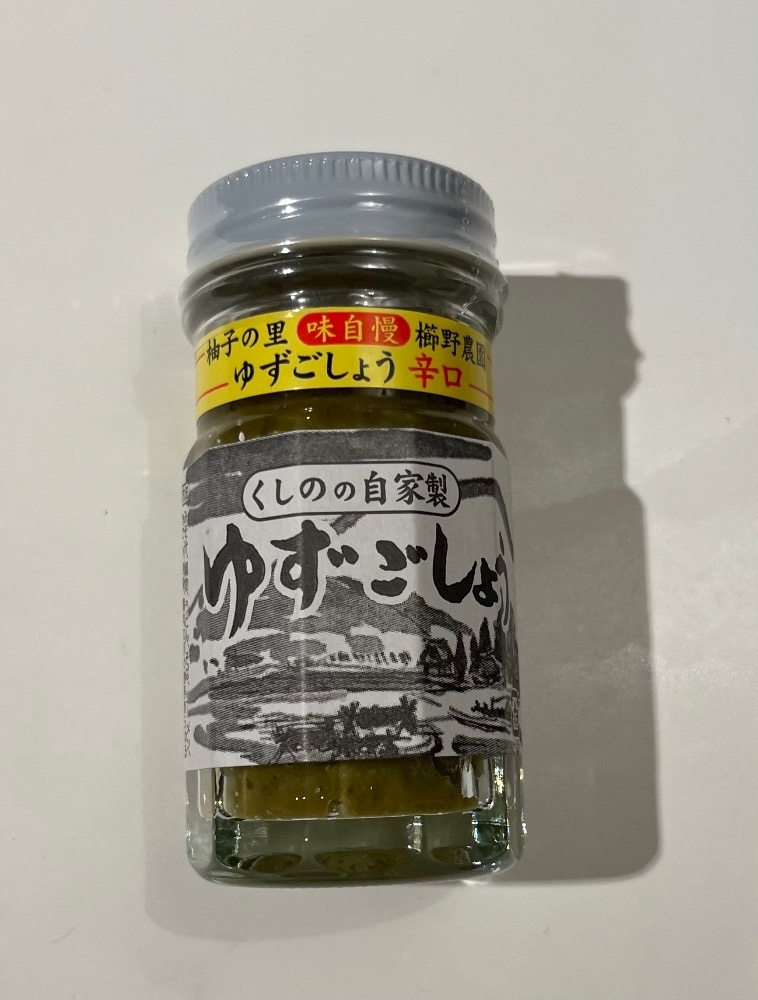 柚子の里 味自慢 櫛野農園
ゆずごしょう 辛口
くしのの自家製
ゆずごしょう